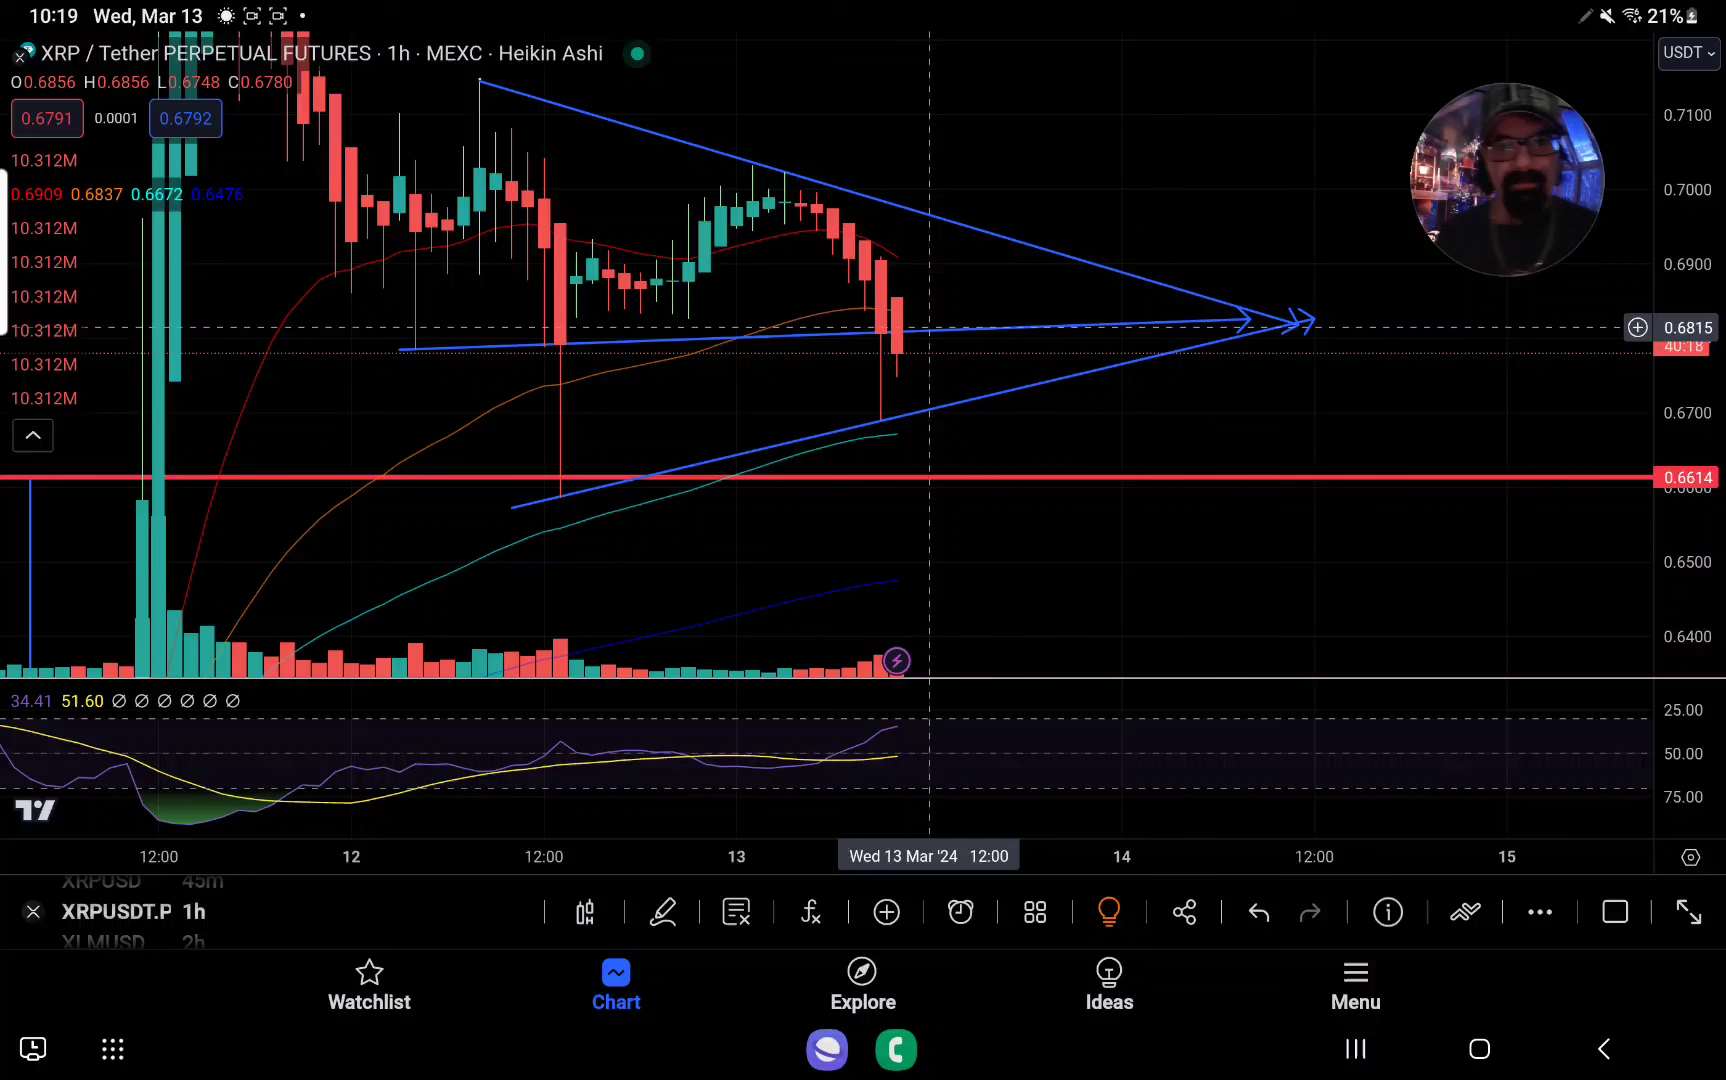 10:19 Wed, Mar 13
21%
XRP / Tether PERPETUAL FUTURES · 1h · MEXC · Heikin Ashi
USDT
O0.6856 H0.6856 L0.6748 C0.6780
0.6791 0.0001 0.6792
10.312M
0.6909 0.6837 0.6672 0.6476
10.312M
10.312M
10.312M
10.312M
10.312M
10.312M
0.7100
0.7000
0.6900
0.6815
40:18
0.6700
0.6614
0.6600
0.6500
0.6400
34.41 51.60 ∅ ∅ ∅ ∅ ∅ ∅
25.00
50.00
75.00
12:00 12 12:00 13 Wed 13 Mar '24 12:00 14 12:00 15
XRPUSD 45m
XRPUSDT.P 1h
XLMUSD 2h
Watchlist Chart Explore Ideas Menu